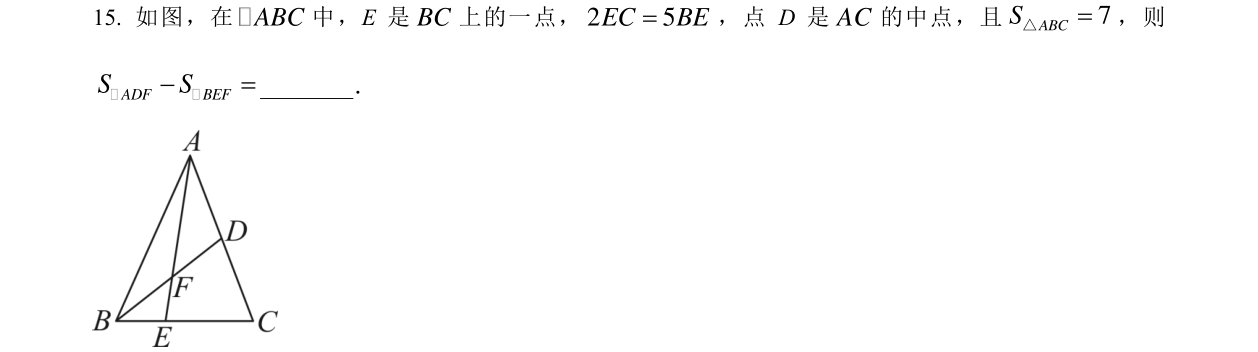 15. 如图，在□ABC 中，E 是 BC 上的一点，2EC = 5BE，点 D 是 AC 的中点，且 S△ABC = 7，则
S□ADF − S□BEF = ________.
A
D
F
B
E
C